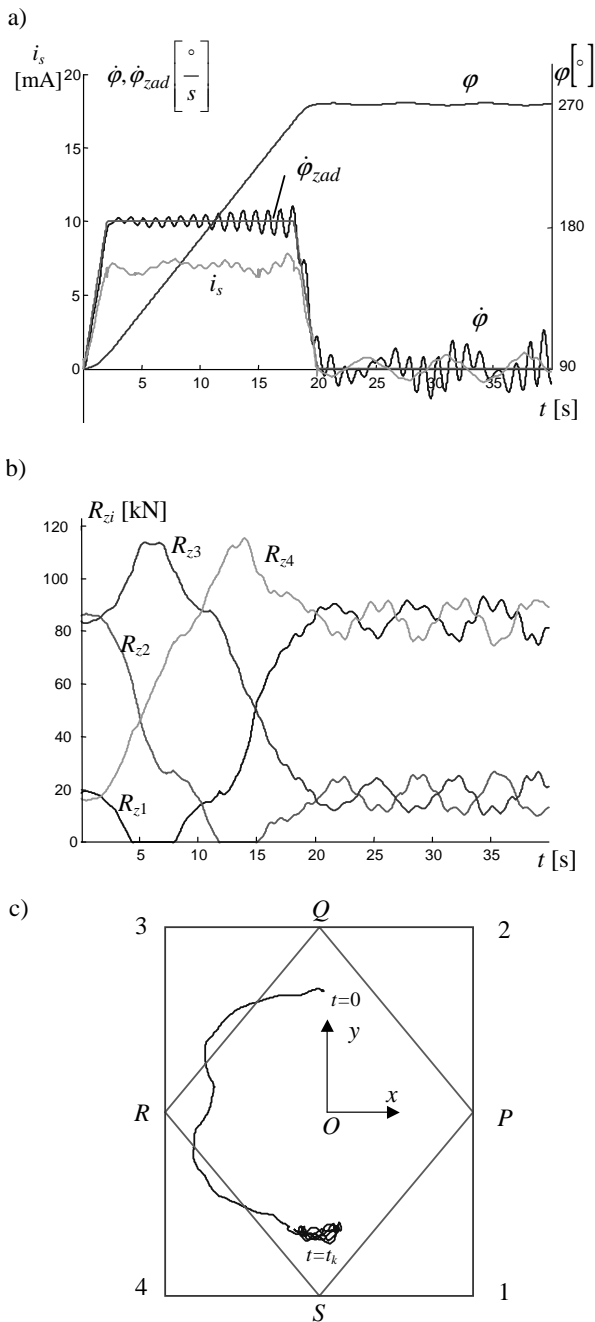 a)
i_s [mA]
φ̇, φ̇_zad [°/s]
φ[°]
20
15
10
5
0
270
180
90
φ
φ̇_zad
i_s
φ̇
5 10 15 20 25 30 35
t [s]
b)
R_zi [kN]
120
100
80
60
40
20
0
R_z3
R_z4
R_z2
R_z1
5 10 15 20 25 30 35
t [s]
c)
3 Q 2
t=0
y
x
R O P
t=t_k
4 S 1